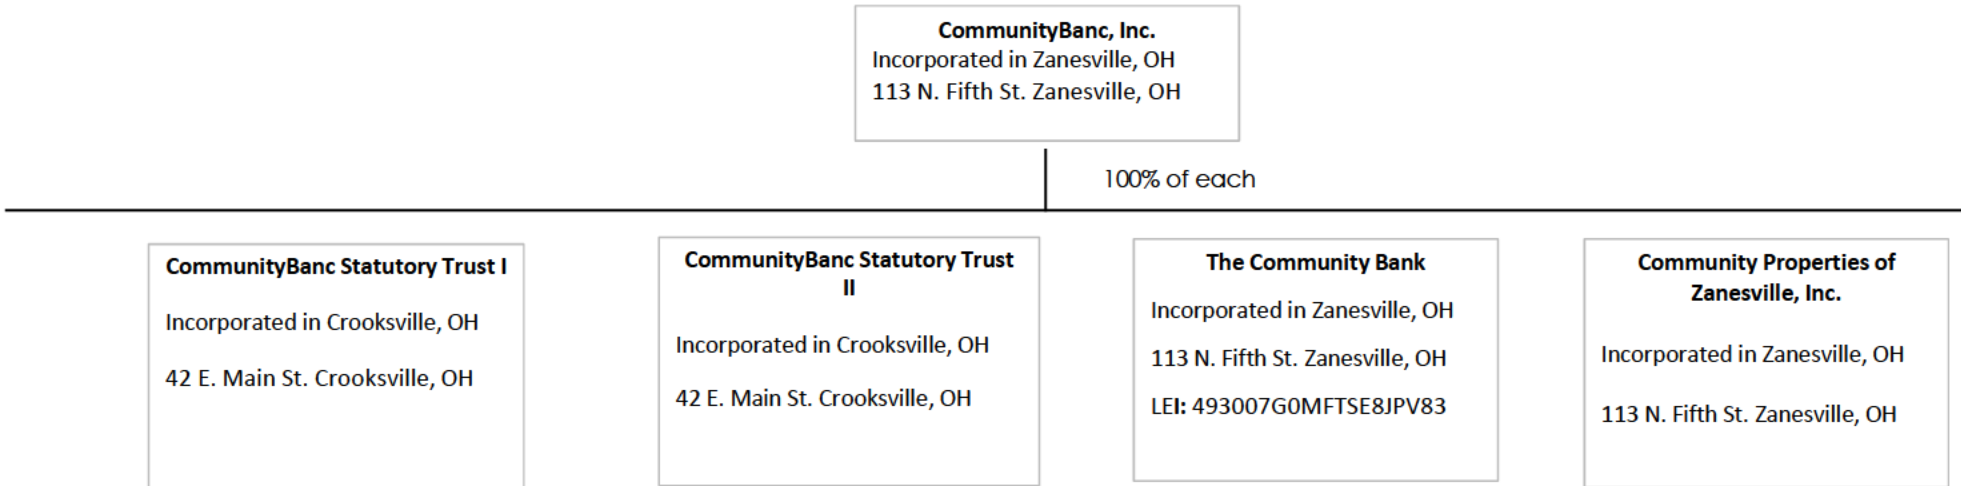 CommunityBanc, Inc.
Incorporated in Zanesville, OH
113 N. Fifth St. Zanesville, OH
100% of each
CommunityBanc Statutory Trust I
Incorporated in Crooksville, OH
42 E. Main St. Crooksville, OH
CommunityBanc Statutory Trust
II
Incorporated in Crooksville, OH
42 E. Main St. Crooksville, OH
The Community Bank
Incorporated in Zanesville, OH
113 N. Fifth St. Zanesville, OH
LEI: 493007G0MFTSE8JPV83
Community Properties of
Zanesville, Inc.
Incorporated in Zanesville, OH
113 N. Fifth St. Zanesville, OH